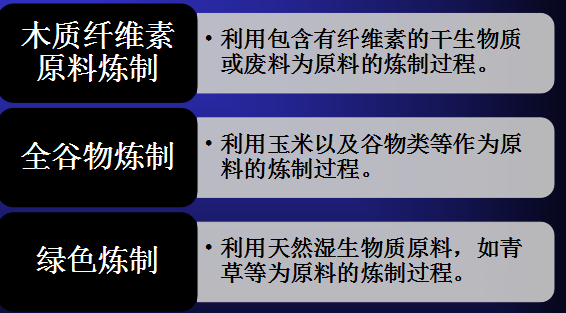 木质纤维素
原料炼制
• 利用包含有纤维素的干生物质
或废料为原料的炼制过程。
全谷物炼制
• 利用玉米以及谷物类等作为原
料的炼制过程。
绿色炼制
• 利用天然湿生物质原料，如青
草等为原料的炼制过程。